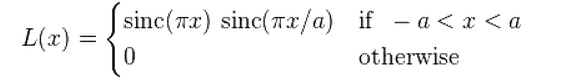 L(x) = { sinc(πx) sinc(πx/a) if − a < x < a
0 otherwise